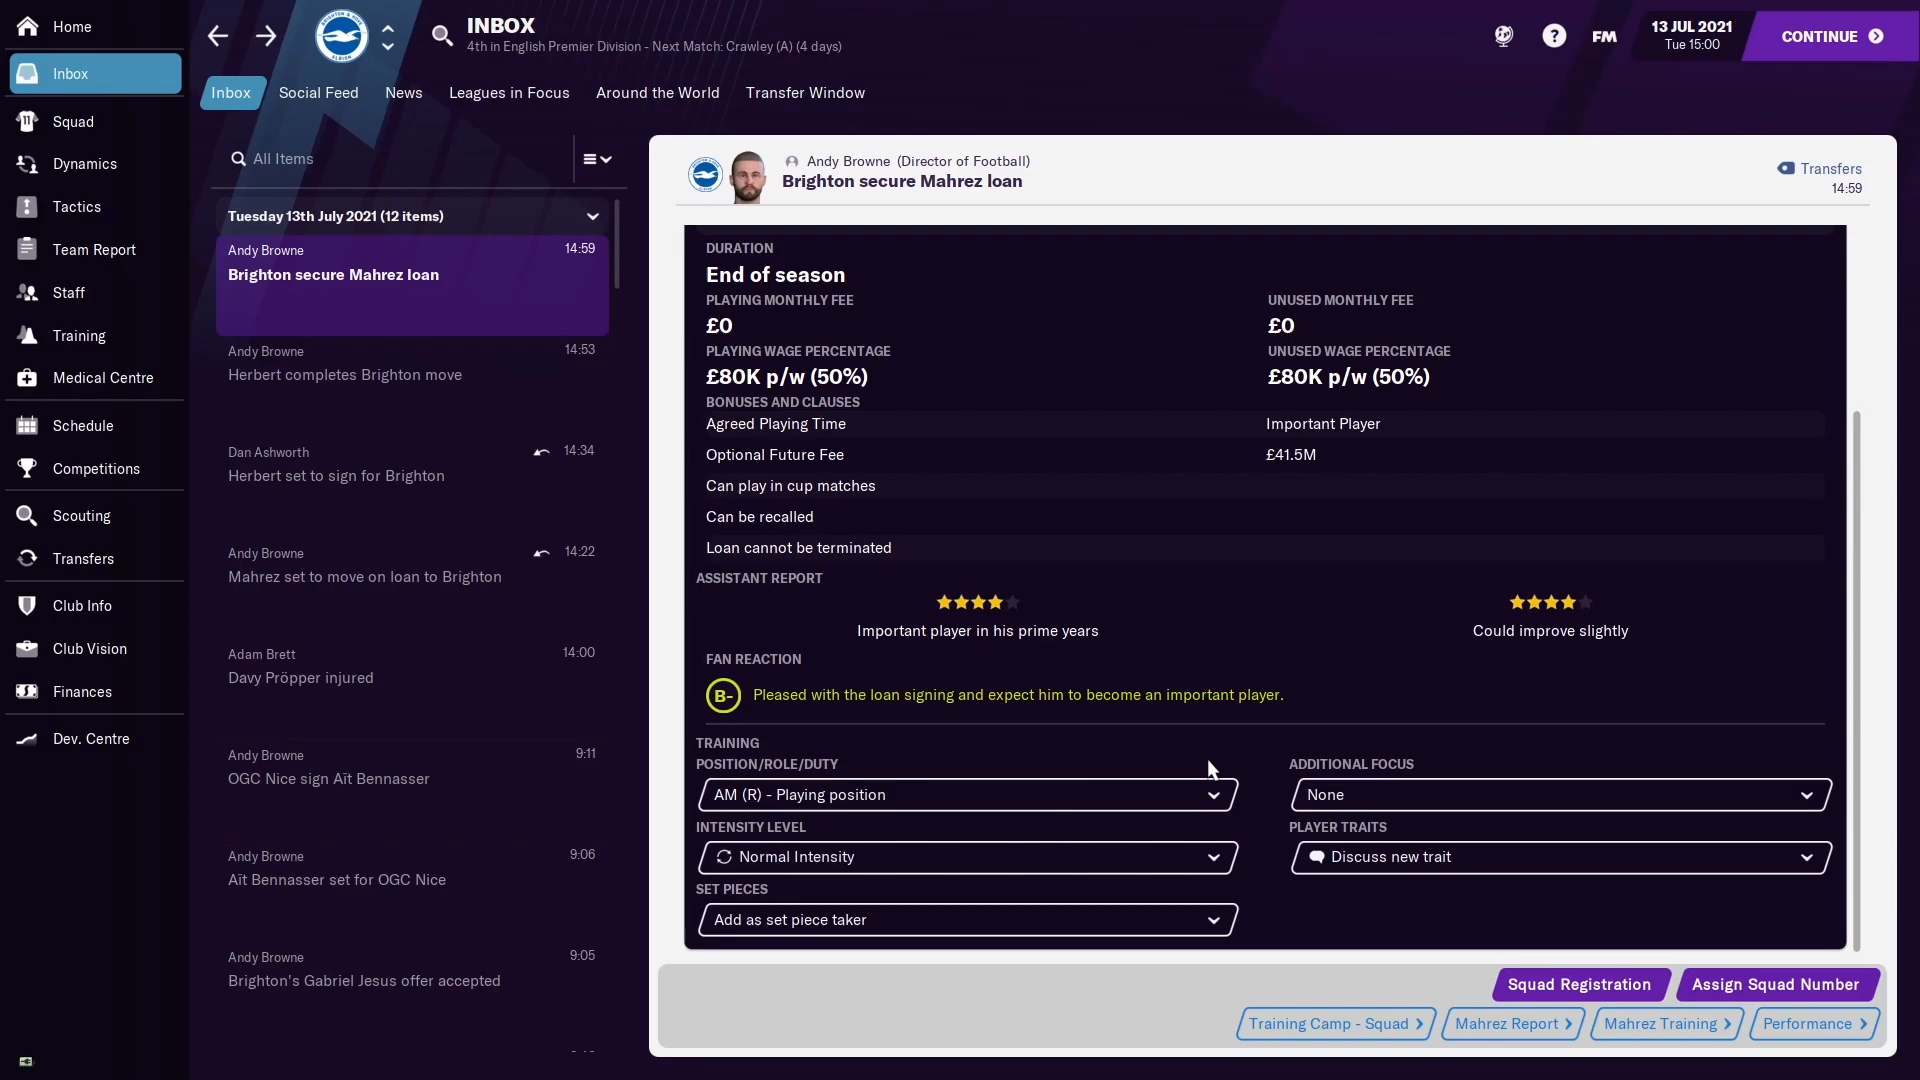 Home
Inbox
Squad
Dynamics
Tactics
Team Report
Staff
Training
Medical Centre
Schedule
Competitions
Scouting
Transfers
Club Info
Club Vision
Finances
Dev. Centre
INBOX
4th in English Premier Division - Next Match: Crawley (A) (4 days)
?
FM
13 JUL 2021
Tue 15:00
CONTINUE
Inbox
Social Feed
News
Leagues in Focus
Around the World
Transfer Window
All Items
Tuesday 13th July 2021 (12 items)
Andy Browne 14:59
Brighton secure Mahrez loan
Andy Browne 14:53
Herbert completes Brighton move
Dan Ashworth 14:34
Herbert set to sign for Brighton
Andy Browne 14:22
Mahrez set to move on loan to Brighton
Adam Brett 14:00
Davy Pröpper injured
Andy Browne 9:11
OGC Nice sign Aït Bennasser
Andy Browne 9:06
Aït Bennasser set for OGC Nice
Andy Browne 9:05
Brighton's Gabriel Jesus offer accepted
Andy Browne (Director of Football)
Brighton secure Mahrez loan
Transfers
14:59
DURATION
End of season
PLAYING MONTHLY FEE UNUSED MONTHLY FEE
£0 £0
PLAYING WAGE PERCENTAGE UNUSED WAGE PERCENTAGE
£80K p/w (50%) £80K p/w (50%)
BONUSES AND CLAUSES
Agreed Playing Time Important Player
Optional Future Fee £41.5M
Can play in cup matches
Can be recalled
Loan cannot be terminated
ASSISTANT REPORT
Important player in his prime years Could improve slightly
FAN REACTION
B- Pleased with the loan signing and expect him to become an important player.
TRAINING
POSITION/ROLE/DUTY ADDITIONAL FOCUS
AM (R) - Playing position None
INTENSITY LEVEL PLAYER TRAITS
Normal Intensity Discuss new trait
SET PIECES
Add as set piece taker
Squad Registration Assign Squad Number
Training Camp - Squad Mahrez Report Mahrez Training Performance